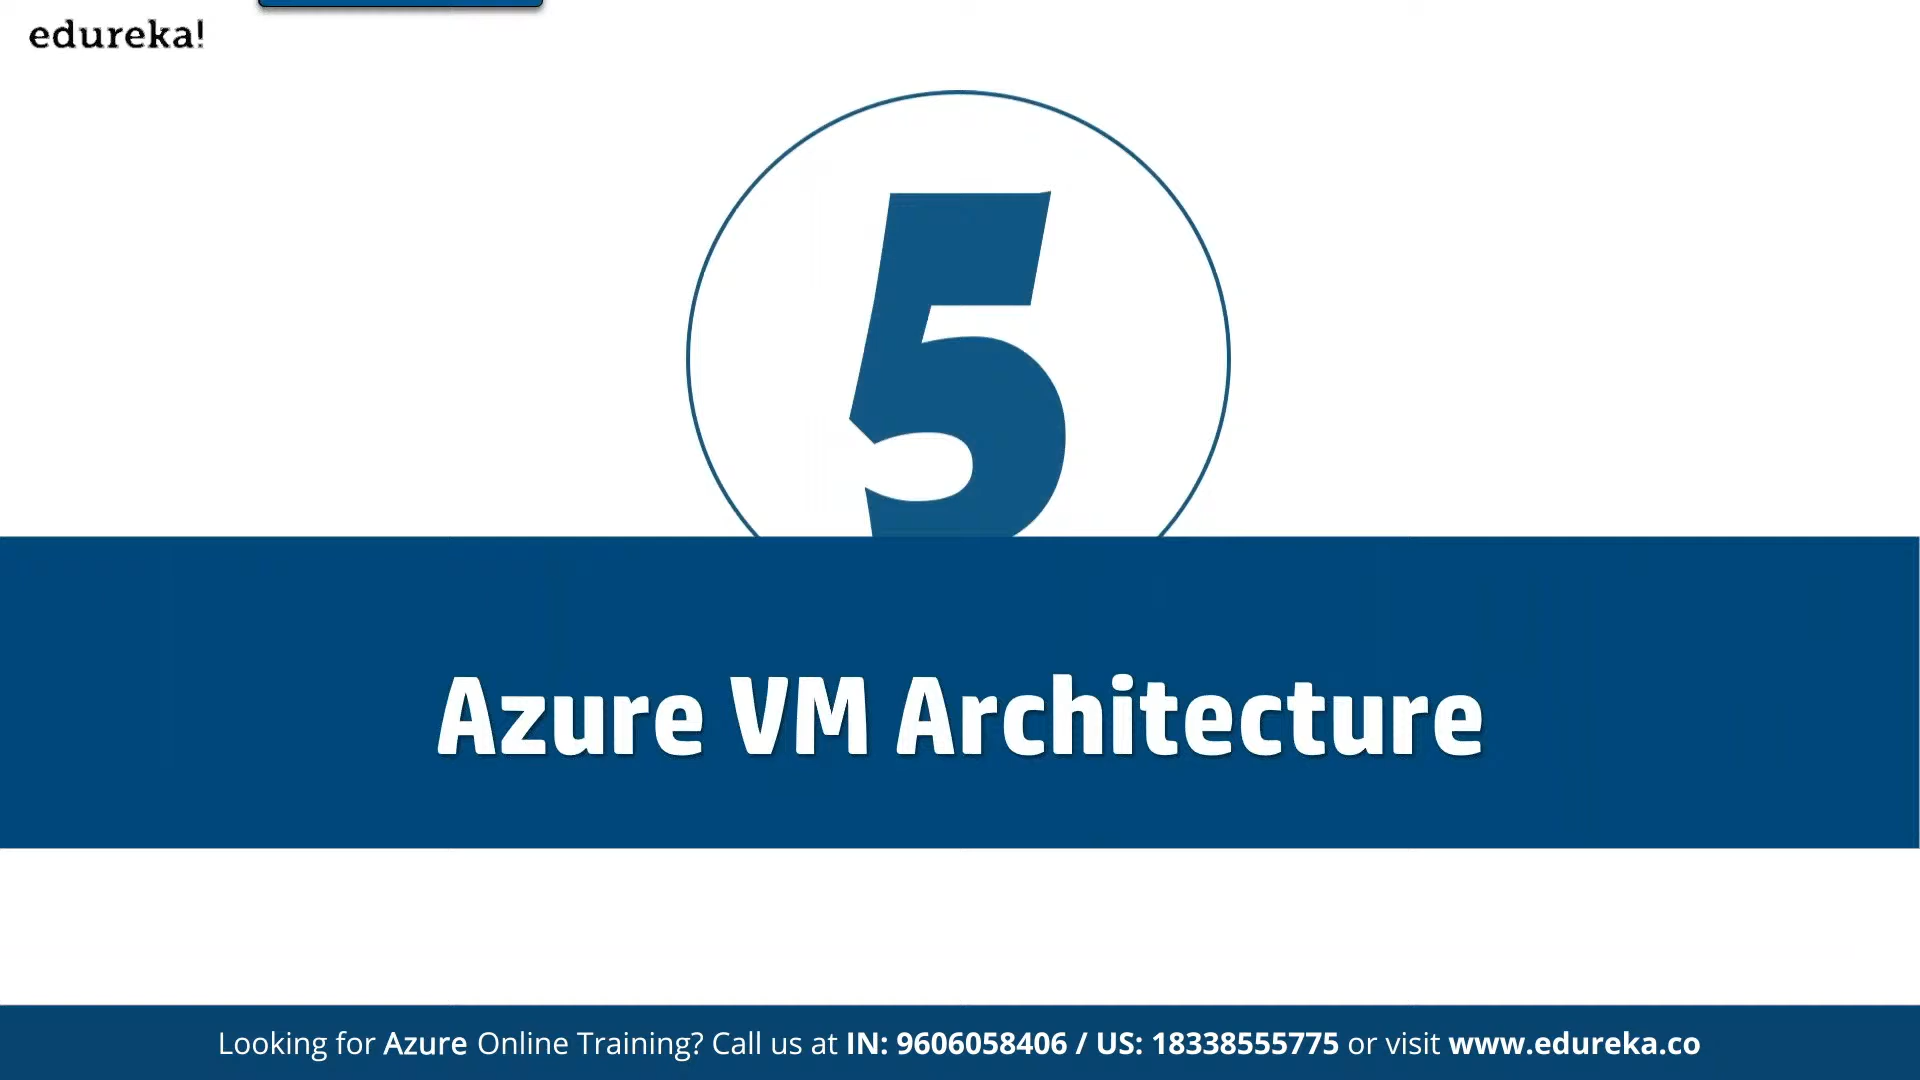 edureka!
5
Azure VM Architecture
Looking for Azure Online Training? Call us at IN: 9606058406 / US: 18338555775 or visit www.edureka.co